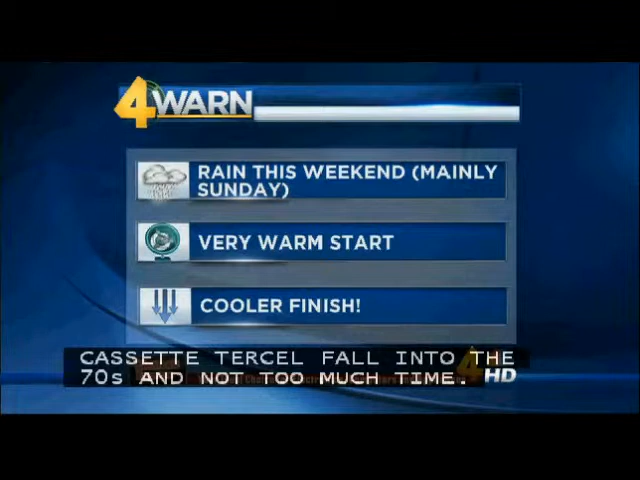 4WARN
RAIN THIS WEEKEND (MAINLY
SUNDAY)
VERY WARM START
COOLER FINISH!
CASSETTE TERCEL FALL INTO THE
70s AND NOT TOO MUCH TIME.
4HD